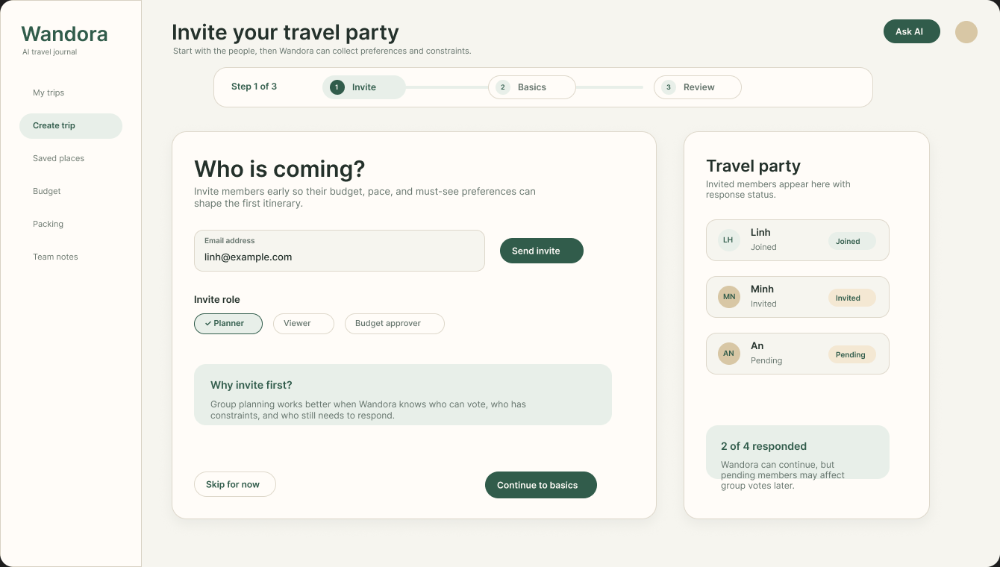 Wandora
AI travel journal
My trips
Create trip
Saved places
Budget
Packing
Team notes
Invite your travel party
Start with the people, then Wandora can collect preferences and constraints.
Ask AI
Step 1 of 3
1 Invite
2 Basics
3 Review
Who is coming?
Invite members early so their budget, pace, and must-see preferences can
shape the first itinerary.
Email address
linh@example.com
Send invite
Invite role
✓ Planner
Viewer
Budget approver
Why invite first?
Group planning works better when Wandora knows who can vote, who has
constraints, and who still needs to respond.
Skip for now
Continue to basics
Travel party
Invited members appear here with
response status.
LH
Linh
Joined
Joined
MN
Minh
Invited
Invited
AN
An
Pending
Pending
2 of 4 responded
Wandora can continue, but
pending members may affect
group votes later.